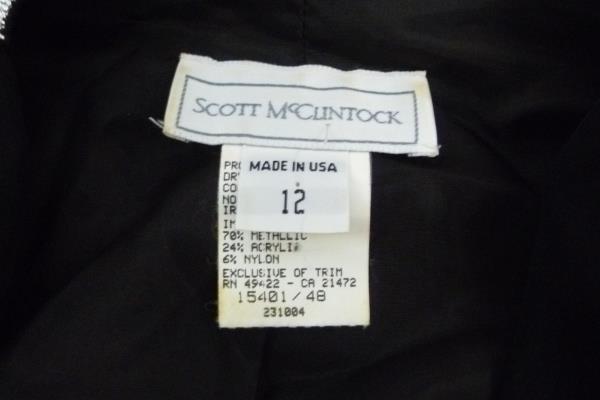 SCOTT McCLINTOCK
MADE IN USA
12
70% METALLIC
24% ACRYLIC
6% NYLON
EXCLUSIVE OF TRIM
RN 49422 - CA 21472
15401/48
231004